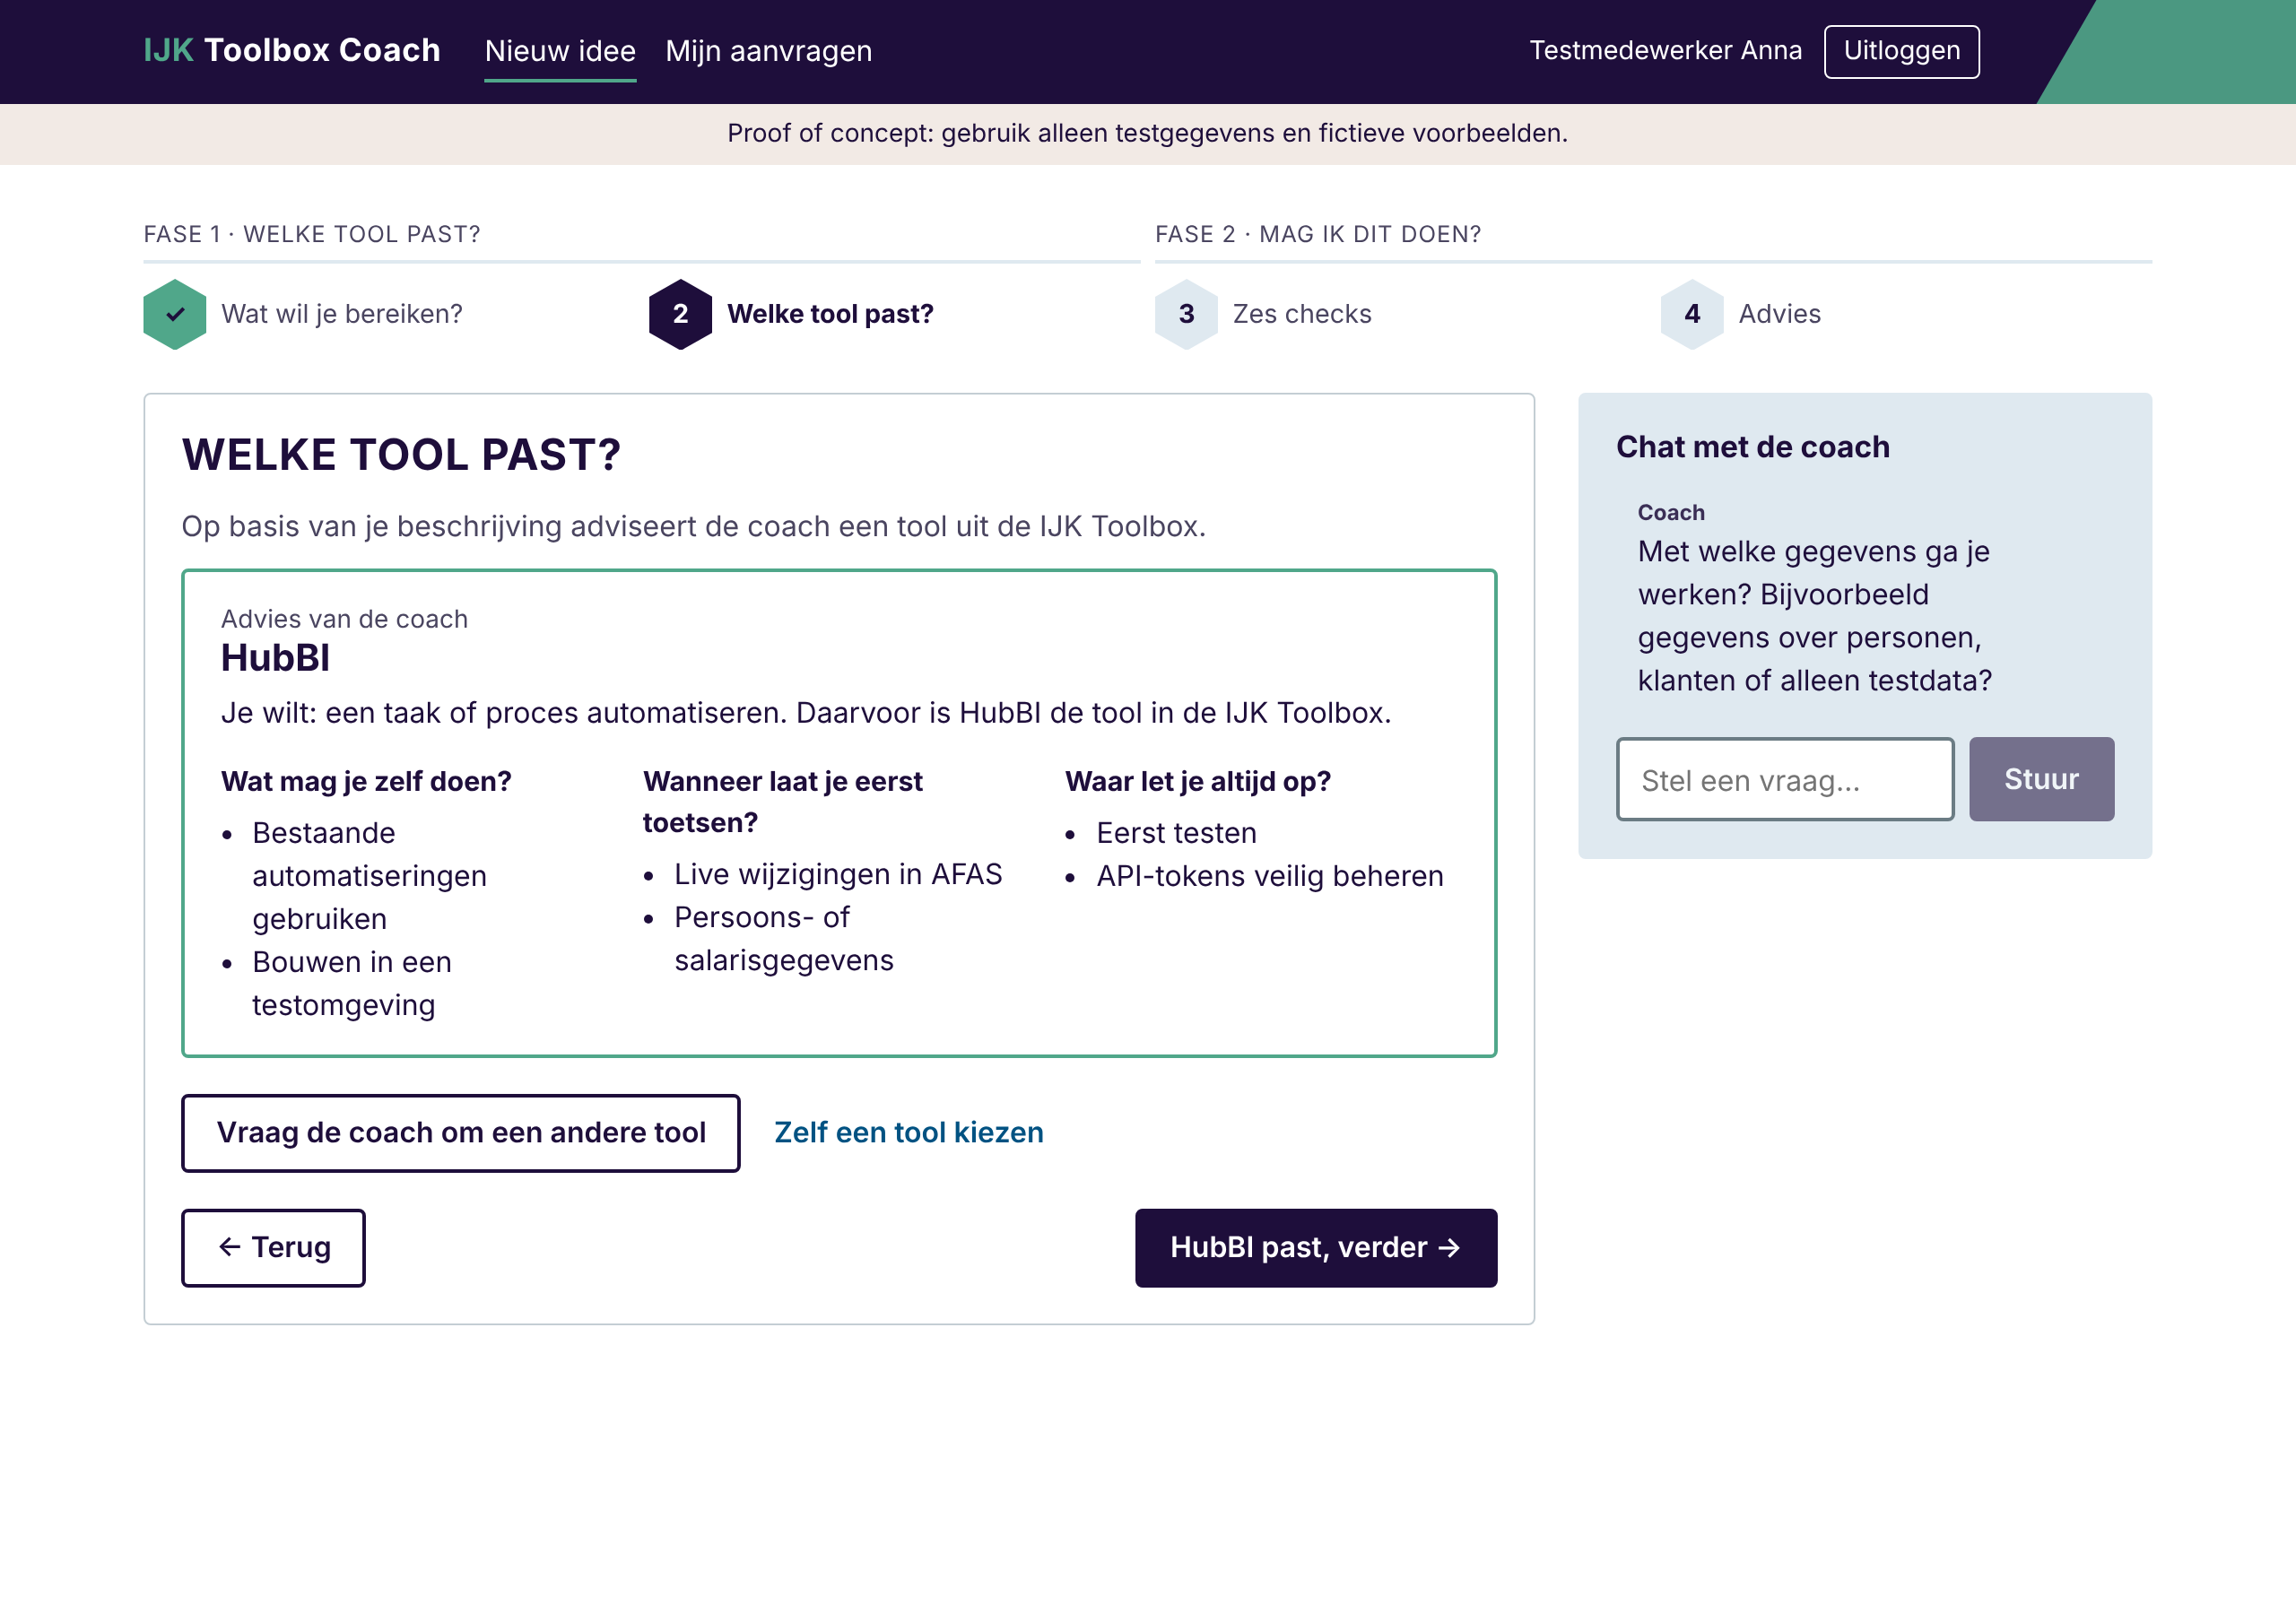 IJK Toolbox Coach
Nieuw idee
Mijn aanvragen
Testmedewerker Anna
Uitloggen
Proof of concept: gebruik alleen testgegevens en fictieve voorbeelden.
FASE 1 · WELKE TOOL PAST?
FASE 2 · MAG IK DIT DOEN?
Wat wil je bereiken?
2 Welke tool past?
3 Zes checks
4 Advies
WELKE TOOL PAST?
Op basis van je beschrijving adviseert de coach een tool uit de IJK Toolbox.
Advies van de coach
HubBI
Je wilt: een taak of proces automatiseren. Daarvoor is HubBI de tool in de IJK Toolbox.
Wat mag je zelf doen?
• Bestaande
automatiseringen
gebruiken
• Bouwen in een
testomgeving
Wanneer laat je eerst
toetsen?
• Live wijzigingen in AFAS
• Persoons- of
salarisgegevens
Waar let je altijd op?
• Eerst testen
• API-tokens veilig beheren
Vraag de coach om een andere tool
Zelf een tool kiezen
← Terug
HubBI past, verder →
Chat met de coach
Coach
Met welke gegevens ga je
werken? Bijvoorbeeld
gegevens over personen,
klanten of alleen testdata?
Stel een vraag...
Stuur